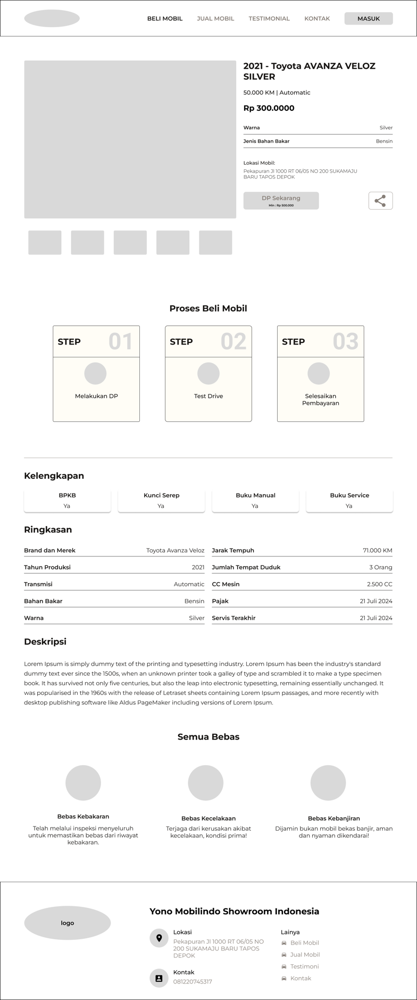 BELI MOBIL
JUAL MOBIL
TESTIMONIAL
KONTAK
MASUK
2021 - Toyota AVANZA VELOZ
SILVER
50.000 KM | Automatic
Rp 300.0000
Warna
Silver
Jenis Bahan Bakar
Bensin
Lokasi Mobil:
Pekapuran Jl 1000 RT 06/05 NO 200 SUKAMAJU
BARU TAPOS DEPOK
DP Sekarang
Min : Rp 500.000
Proses Beli Mobil
STEP 01
Melakukan DP
STEP 02
Test Drive
STEP 03
Selesaikan
Pembayaran
Kelengkapan
BPKB
Ya
Kunci Serep
Ya
Buku Manual
Ya
Buku Service
Ya
Ringkasan
Brand dan Merek
Toyota Avanza Veloz
Tahun Produksi
2021
Transmisi
Automatic
Bahan Bakar
Bensin
Warna
Silver
Jarak Tempuh
71.000 KM
Jumlah Tempat Duduk
3 Orang
CC Mesin
2.500 CC
Pajak
21 Juli 2024
Servis Terakhir
21 Juli 2024
Deskripsi
Lorem Ipsum is simply dummy text of the printing and typesetting industry. Lorem Ipsum has been the industry's standard
dummy text ever since the 1500s, when an unknown printer took a galley of type and scrambled it to make a type specimen
book. It has survived not only five centuries, but also the leap into electronic typesetting, remaining essentially unchanged. It
was popularised in the 1960s with the release of Letraset sheets containing Lorem Ipsum passages, and more recently with
desktop publishing software like Aldus PageMaker including versions of Lorem Ipsum.
Semua Bebas
Bebas Kebakaran
Telah melalui inspeksi menyeluruh
untuk memastikan bebas dari riwayat
kebakaran.
Bebas Kecelakaan
Terjaga dari kerusakan akibat
kecelakaan, kondisi prima!
Bebas Kebanjiran
Dijamin bukan mobil bekas banjir, aman
dan nyaman dikendarai!
logo
Yono Mobilindo Showroom Indonesia
Lokasi
Pekapuran Jl 1000 RT 06/05 NO
200 SUKAMAJU BARU TAPOS
DEPOK
Kontak
081220745317
Lainya
Beli Mobil
Jual Mobil
Testimoni
Kontak